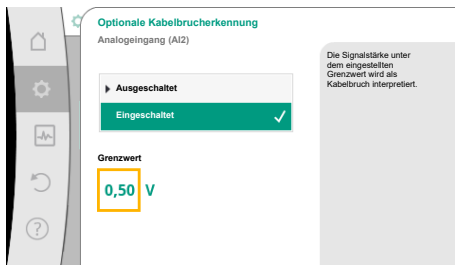 Optionale Kabelbrucherkennung
Analogeingang (AI2)
Ausgeschaltet
Eingeschaltet
Grenzwert
0,50 V
Die Signalstärke unter
dem eingestellten
Grenzwert wird als
Kabelbruch interpretiert.
?